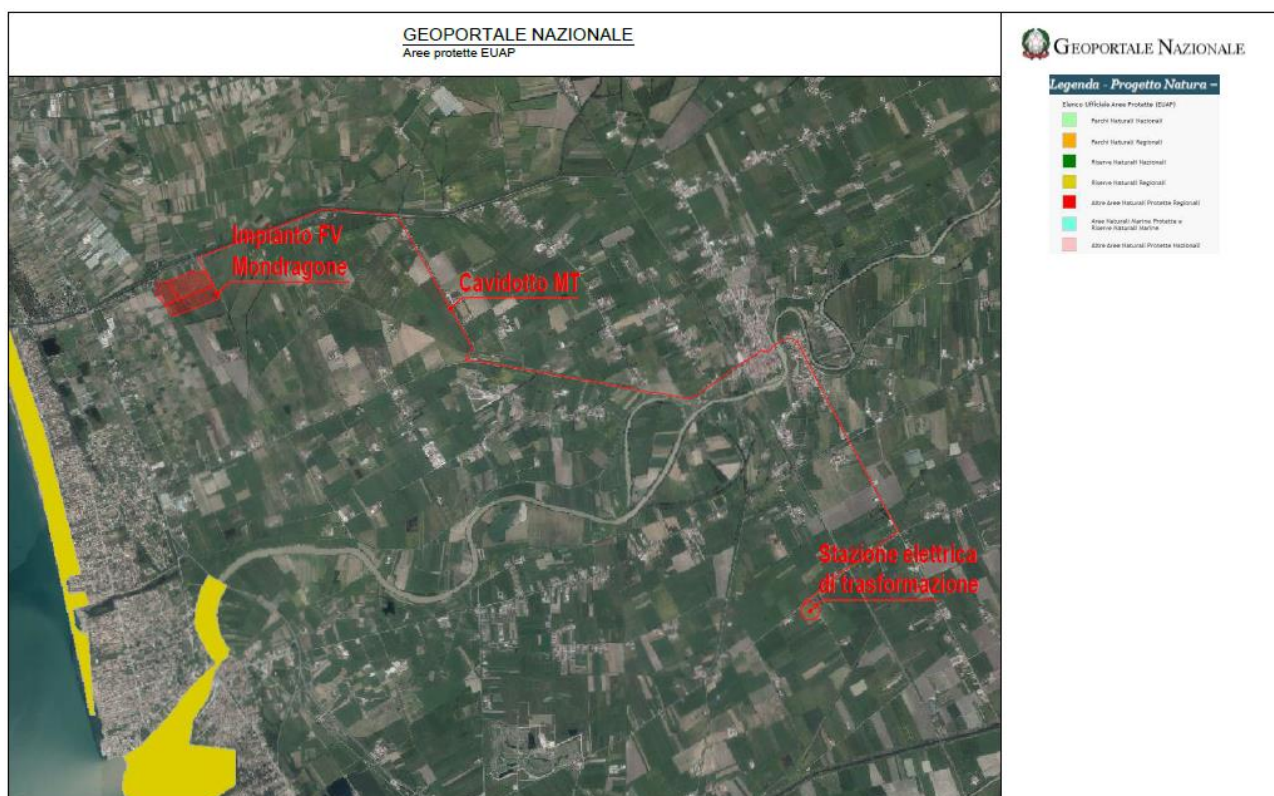 GEOPORTALE NAZIONALE
Aree protette EUAP
Impianto FV
Mondragone
Cavidotto MT
Stazione elettrica
di trasformazione
GEOPORTALE NAZIONALE
Legenda - Progetto Natura –
Elenco Ufficiale Aree Protette (EUAP)
Parchi Naturali Nazionali
Parchi Naturali Regionali
Riserve Naturali Nazionali
Riserve Naturali Regionali
Altre Aree Naturali Protette Regionali
Aree Naturali Marine Protette e
Riserve Naturali Marine
Altre Aree Naturali Protette Nazionali